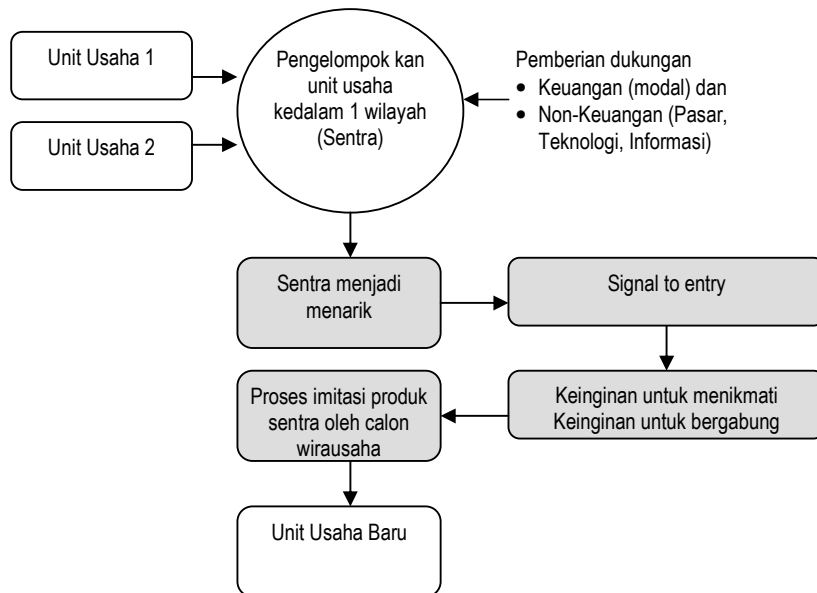 Unit Usaha 1
Unit Usaha 2
Pengelompok kan
unit usaha
kedalam 1 wilayah
(Sentra)
Pemberian dukungan
• Keuangan (modal) dan
• Non-Keuangan (Pasar,
Teknologi, Informasi)
Sentra menjadi
menarik
Signal to entry
Keinginan untuk menikmati
Keinginan untuk bergabung
Proses imitasi produk
sentra oleh calon
wirausaha
Unit Usaha Baru